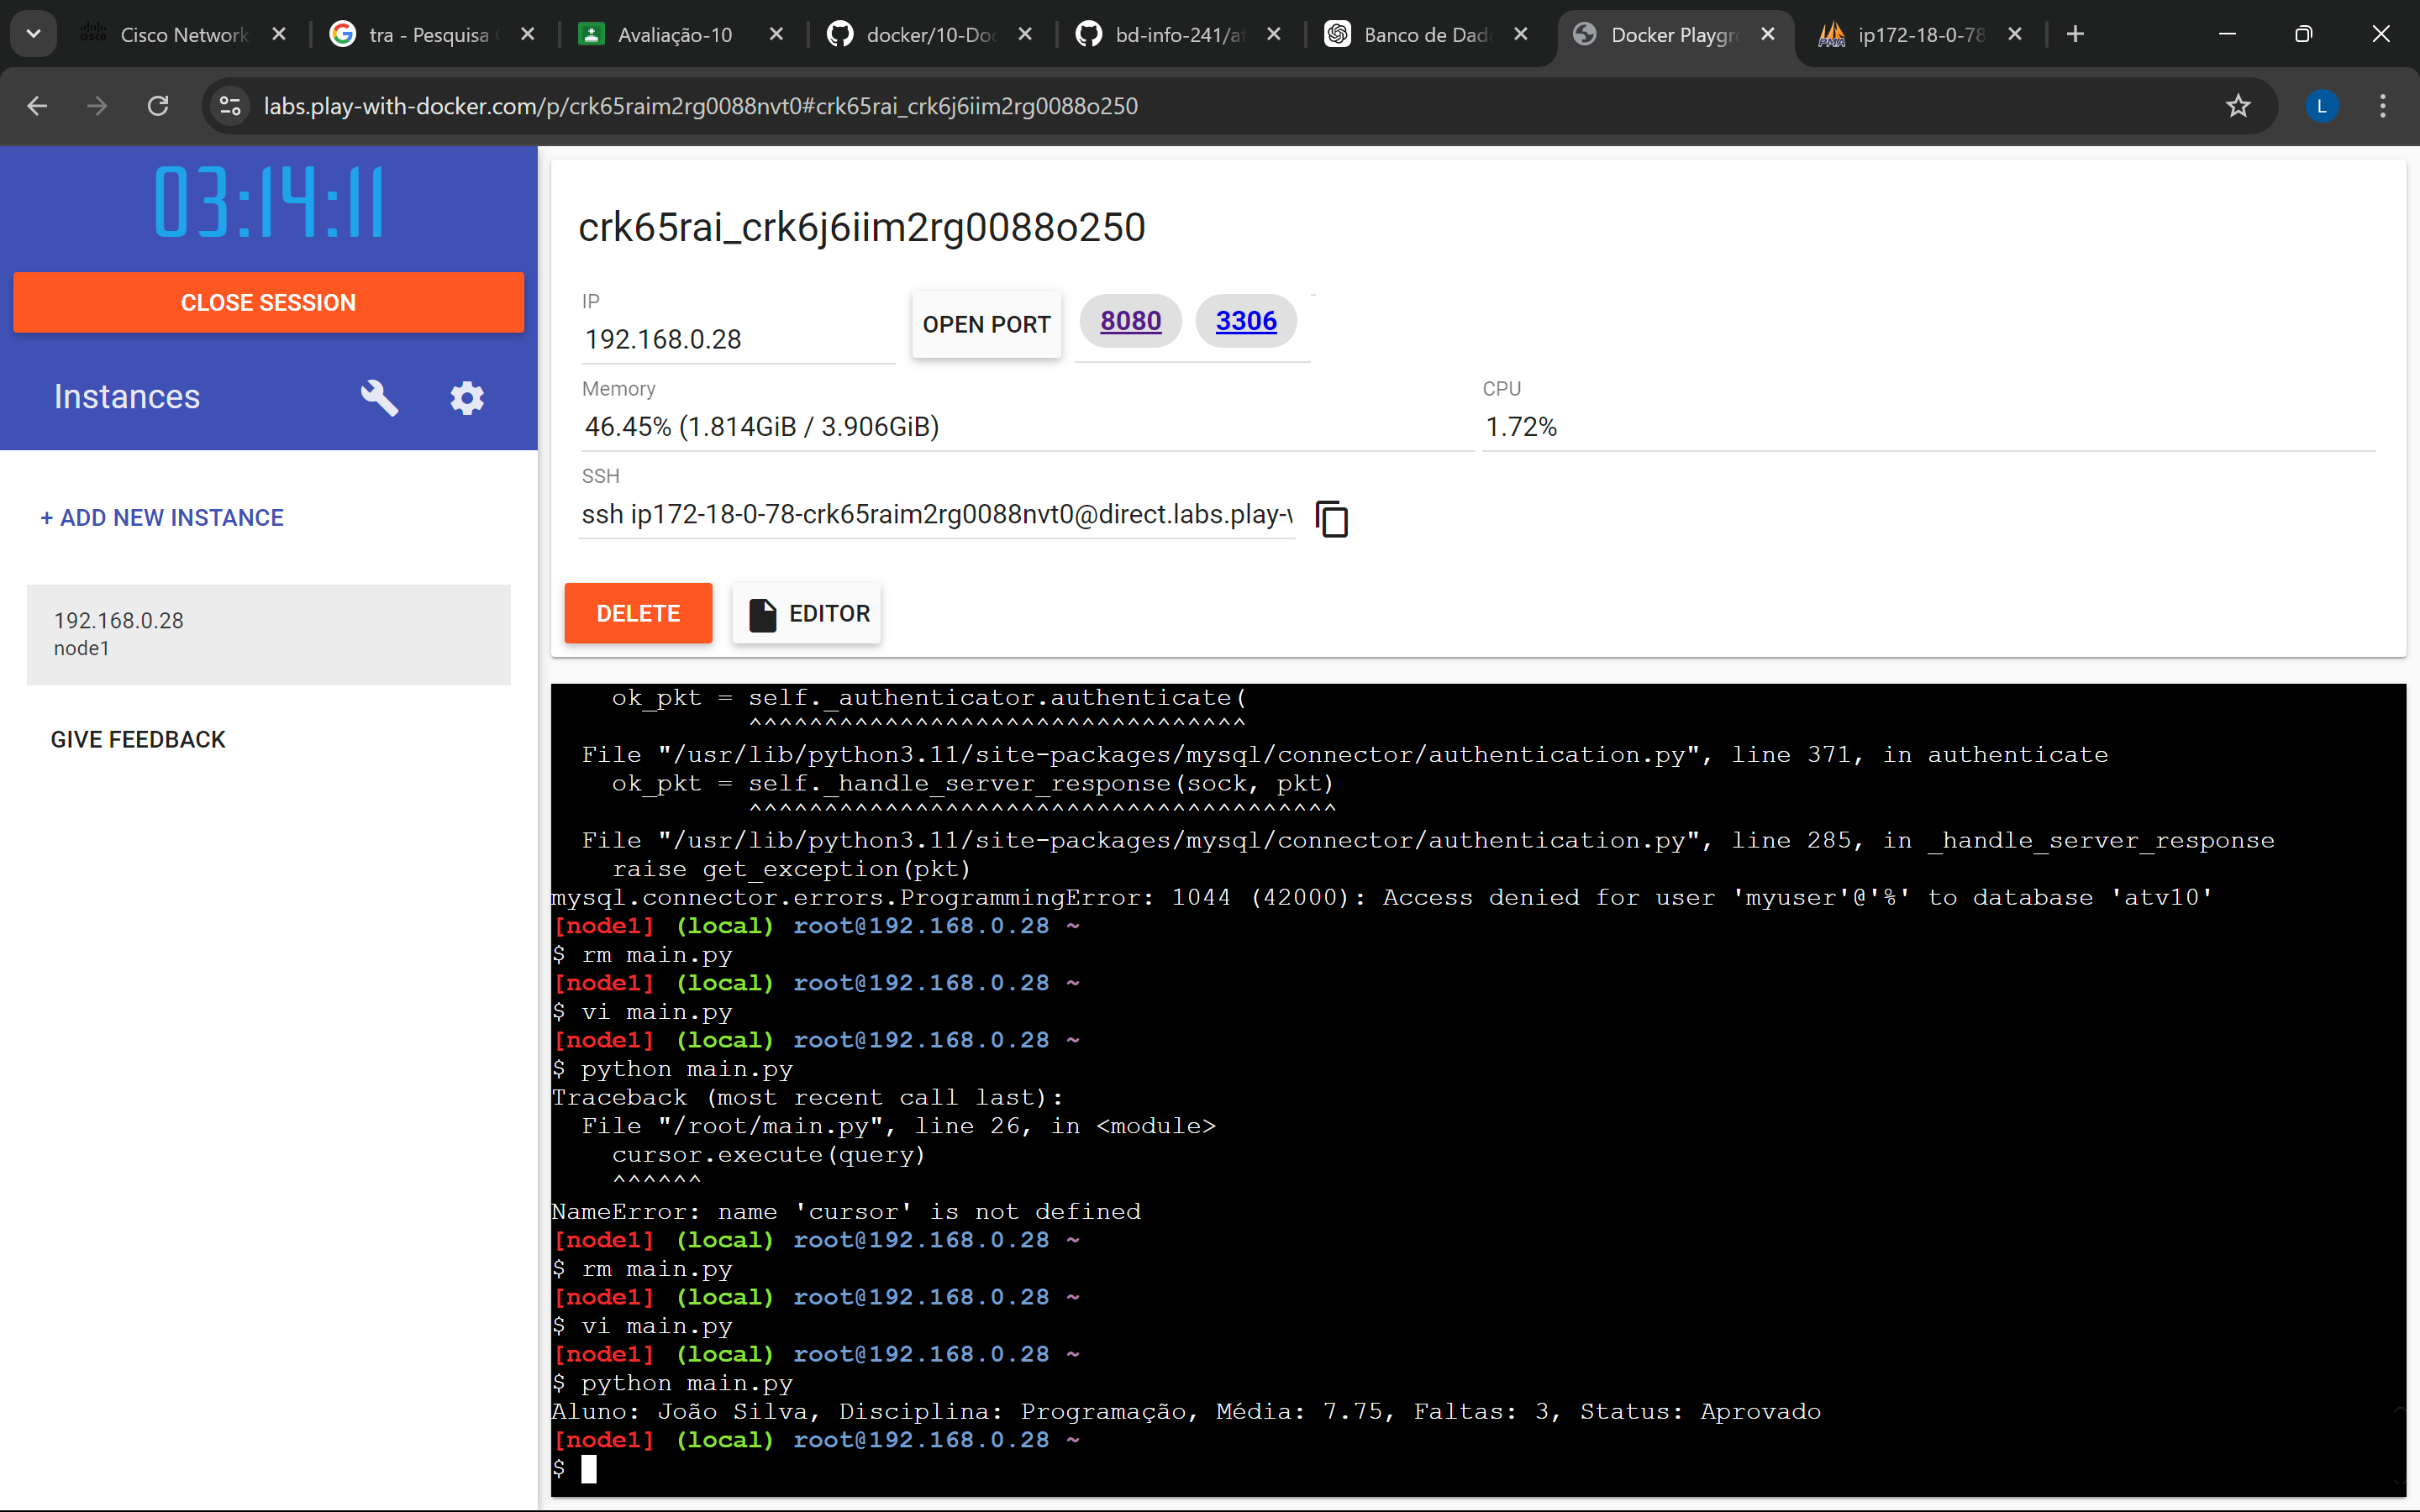 Cisco Network
tra - Pesquisa
Avaliação-10
docker/10-Doc
bd-info-241/at
Banco de Dad
Docker Playgr
ip172-18-0-78
labs.play-with-docker.com/p/crk65raim2rg0088nvt0#crk65rai_crk6j6iim2rg0088o250
L
03:14:11
CLOSE SESSION
Instances
+ ADD NEW INSTANCE
192.168.0.28
node1
GIVE FEEDBACK
crk65rai_crk6j6iim2rg0088o250
IP
192.168.0.28
OPEN PORT
8080
3306
Memory
46.45% (1.814GiB / 3.906GiB)
CPU
1.72%
SSH
ssh ip172-18-0-78-crk65raim2rg0088nvt0@direct.labs.play-
DELETE
EDITOR
ok_pkt = self._authenticator.authenticate(
^^^^^^^^^^^^^^^^^^^^^^^^^^^^^^^^^
File "/usr/lib/python3.11/site-packages/mysql/connector/authentication.py", line 371, in authenticate
ok_pkt = self._handle_server_response(sock, pkt)
^^^^^^^^^^^^^^^^^^^^^^^^^^^^^^^^^^^^^^^
File "/usr/lib/python3.11/site-packages/mysql/connector/authentication.py", line 285, in _handle_server_response
raise get_exception(pkt)
mysql.connector.errors.ProgrammingError: 1044 (42000): Access denied for user 'myuser'@'%' to database 'atv10'
[node1] (local) root@192.168.0.28 ~
$ rm main.py
[node1] (local) root@192.168.0.28 ~
$ vi main.py
[node1] (local) root@192.168.0.28 ~
$ python main.py
Traceback (most recent call last):
File "/root/main.py", line 26, in <module>
cursor.execute(query)
^^^^^^
NameError: name 'cursor' is not defined
[node1] (local) root@192.168.0.28 ~
$ rm main.py
[node1] (local) root@192.168.0.28 ~
$ vi main.py
[node1] (local) root@192.168.0.28 ~
$ python main.py
Aluno: João Silva, Disciplina: Programação, Média: 7.75, Faltas: 3, Status: Aprovado
[node1] (local) root@192.168.0.28 ~
$